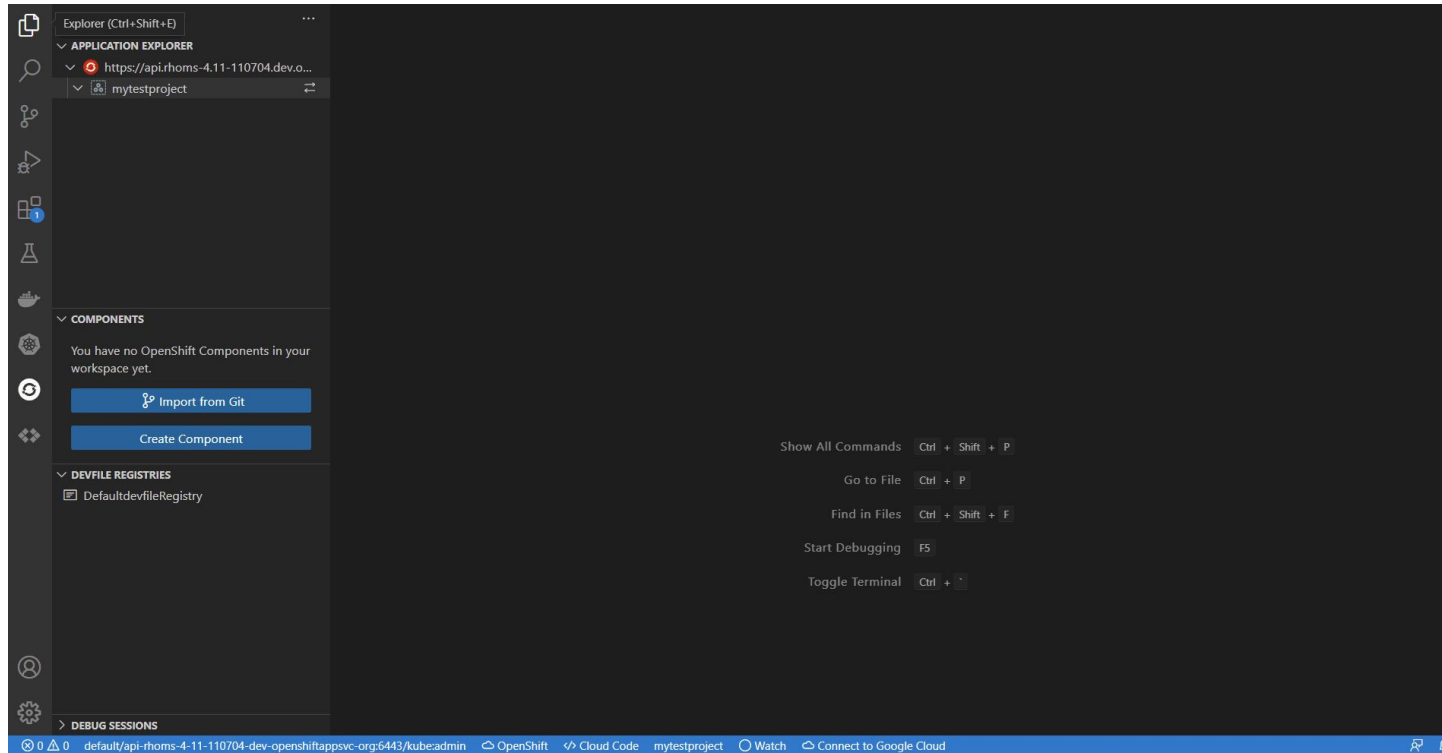 Explorer (Ctrl+Shift+E)
...
APPLICATION EXPLORER
https://api.rhoms-4.11-110704.dev.o...
mytestproject
1
COMPONENTS
You have no OpenShift Components in your
workspace yet.
Import from Git
Create Component
DEVFILE REGISTRIES
DefaultdevfileRegistry
DEBUG SESSIONS
Show All Commands Ctrl + Shift + P
Go to File Ctrl + P
Find in Files Ctrl + Shift + F
Start Debugging F5
Toggle Terminal Ctrl + `
0 0 default/api-rhoms-4-11-110704-dev-openshiftappsvc-org:6443/kube:admin OpenShift Cloud Code mytestproject Watch Connect to Google Cloud